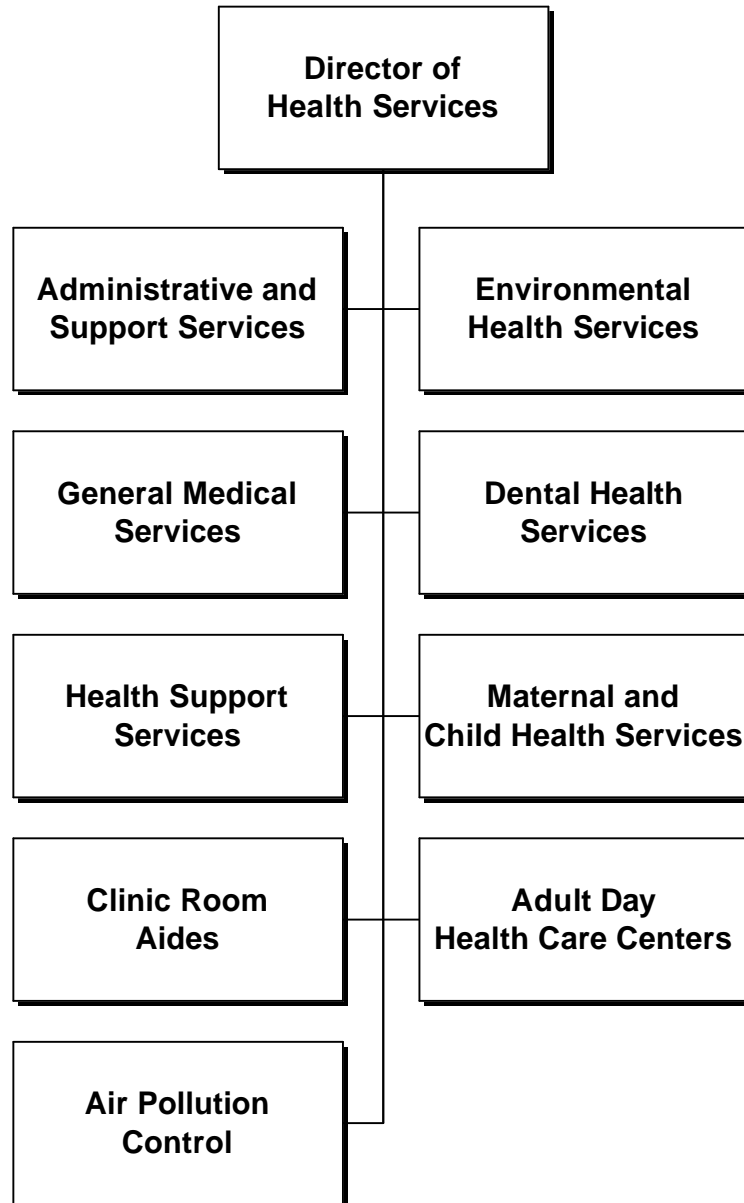 Director of
Health Services
Administrative and
Support Services
Environmental
Health Services
General Medical
Services
Dental Health
Services
Health Support
Services
Maternal and
Child Health Services
Clinic Room
Aides
Adult Day
Health Care Centers
Air Pollution
Control